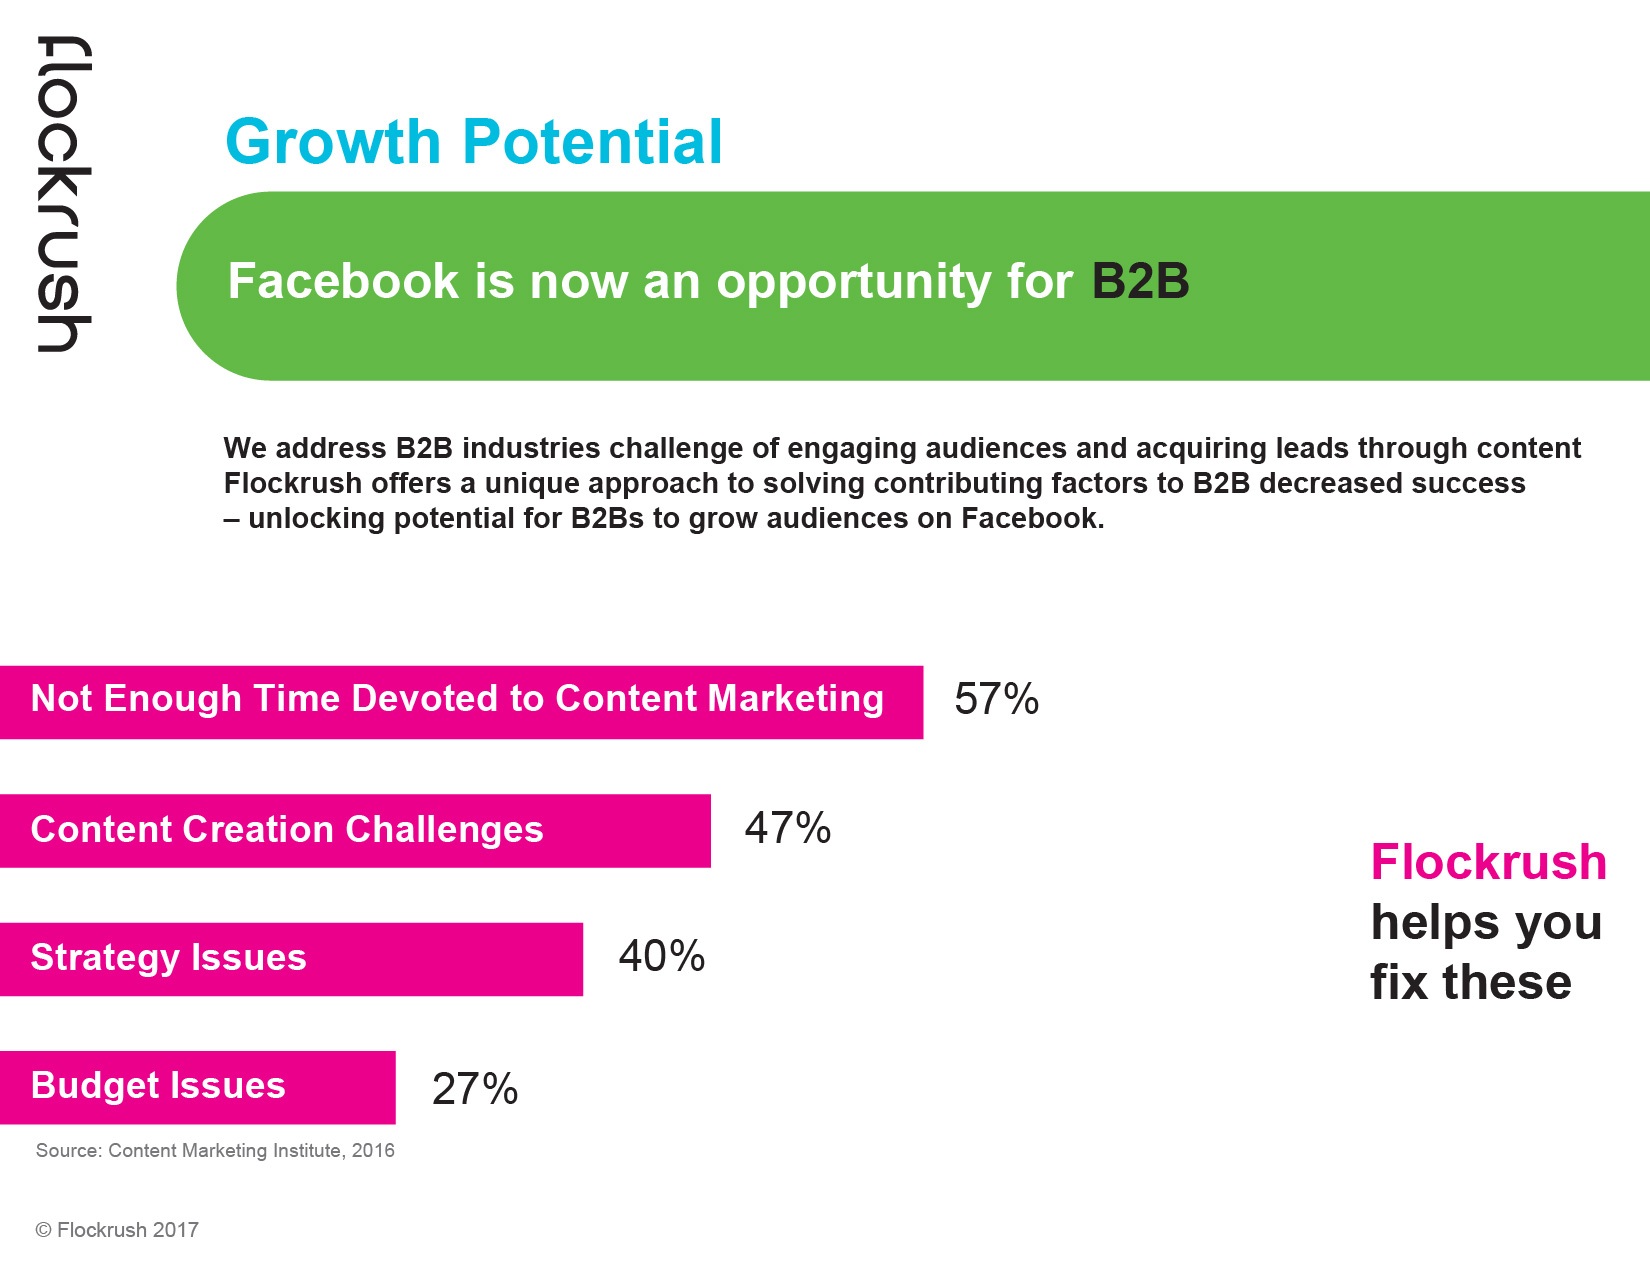 flockrush
Growth Potential
Facebook is now an opportunity for B2B
We address B2B industries challenge of engaging audiences and acquiring leads through content
Flockrush offers a unique approach to solving contributing factors to B2B decreased success
– unlocking potential for B2Bs to grow audiences on Facebook.
Not Enough Time Devoted to Content Marketing 57%
Content Creation Challenges 47%
Strategy Issues 40%
Budget Issues 27%
Flockrush
helps you
fix these
Source: Content Marketing Institute, 2016
© Flockrush 2017